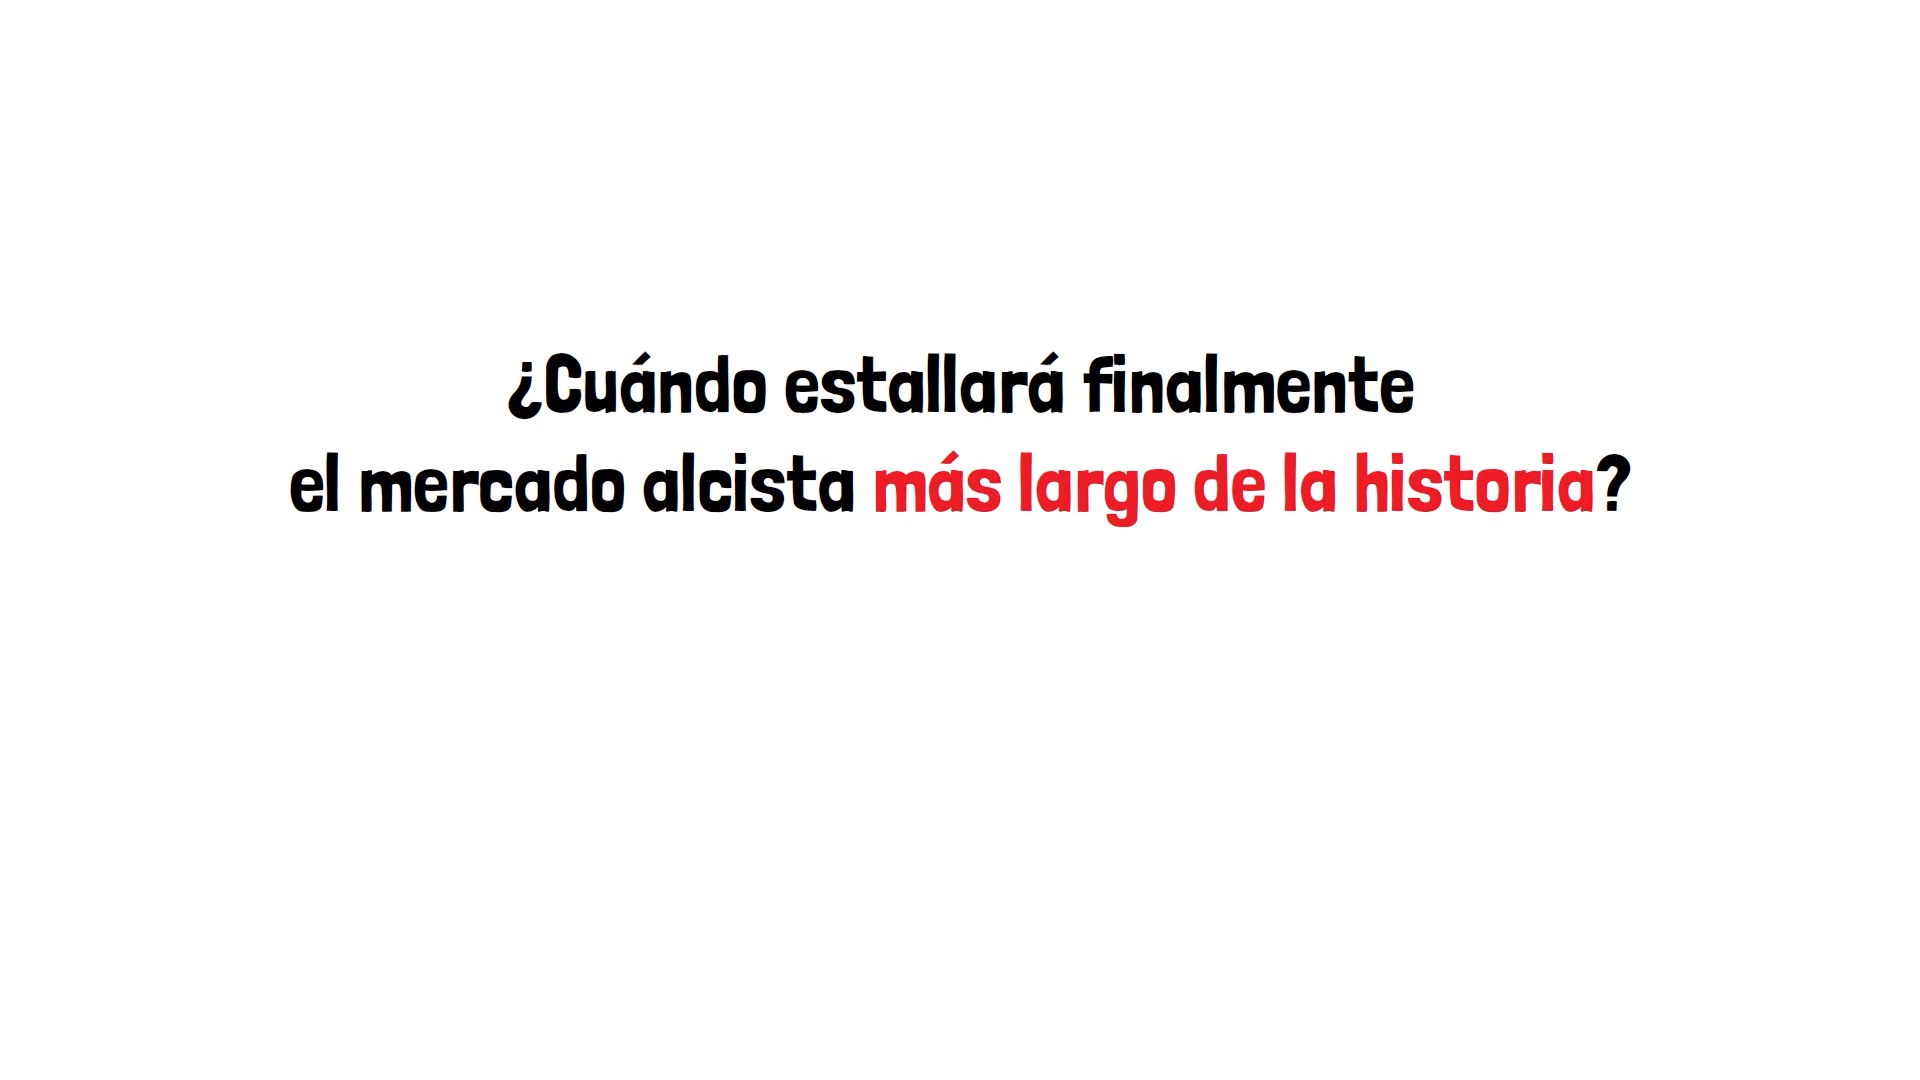 ¿Cuándo estallará finalmente
el mercado alcista más largo de la historia?